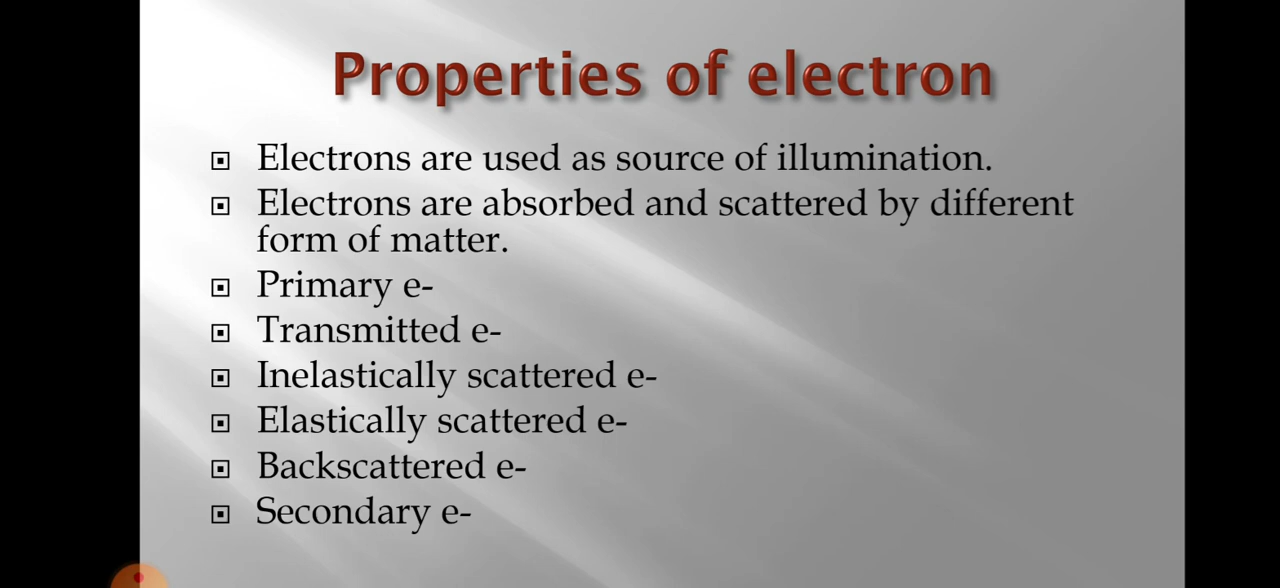 Properties of electron
Electrons are used as source of illumination.
Electrons are absorbed and scattered by different
form of matter.
Primary e-
Transmitted e-
Inelastically scattered e-
Elastically scattered e-
Backscattered e-
Secondary e-